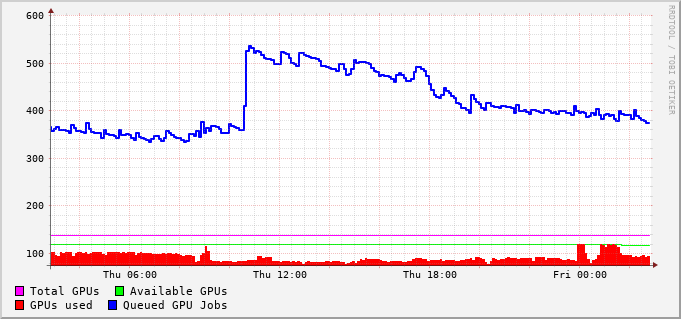 600
500
400
300
200
100
Thu 06:00 Thu 12:00 Thu 18:00 Fri 00:00
Total GPUs Available GPUs
GPUs used Queued GPU Jobs
RRDTOOL / TOBI OETIKER